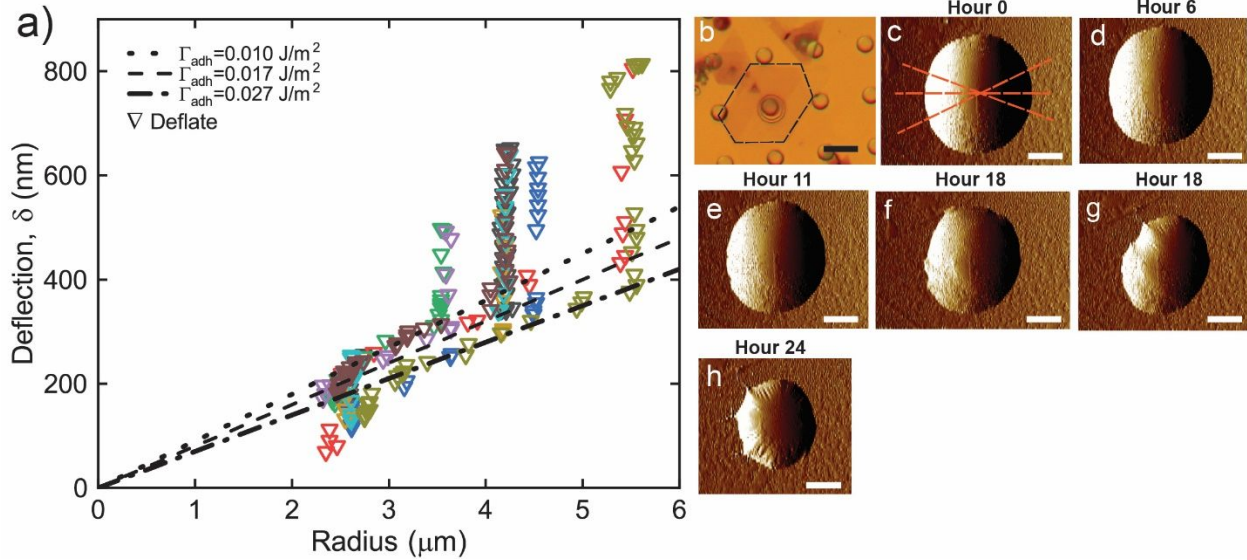 a)
Γadh=0.010 J/m²
Γadh=0.017 J/m²
Γadh=0.027 J/m²
Deflate
Deflection, δ (nm)
800
600
400
200
0
0 1 2 3 4 5 6
Radius (μm)
b
Hour 0
c
Hour 6
d
Hour 11
e
Hour 18
f
Hour 18
g
Hour 24
h